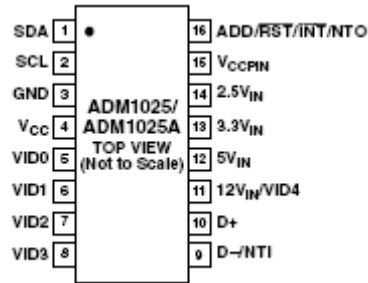 SDA 1
SCL 2
GND 3
VCC 4
VID0 5
VID1 6
VID2 7
VID3 8
ADM1025/
ADM1025A
TOP VIEW
(Not to Scale)
16 ADD/RST/INT/NTO
15 VCCPIN
14 2.5VIN
13 3.3VIN
12 5VIN
11 12VIN/VID4
10 D+
9 D–/NTI